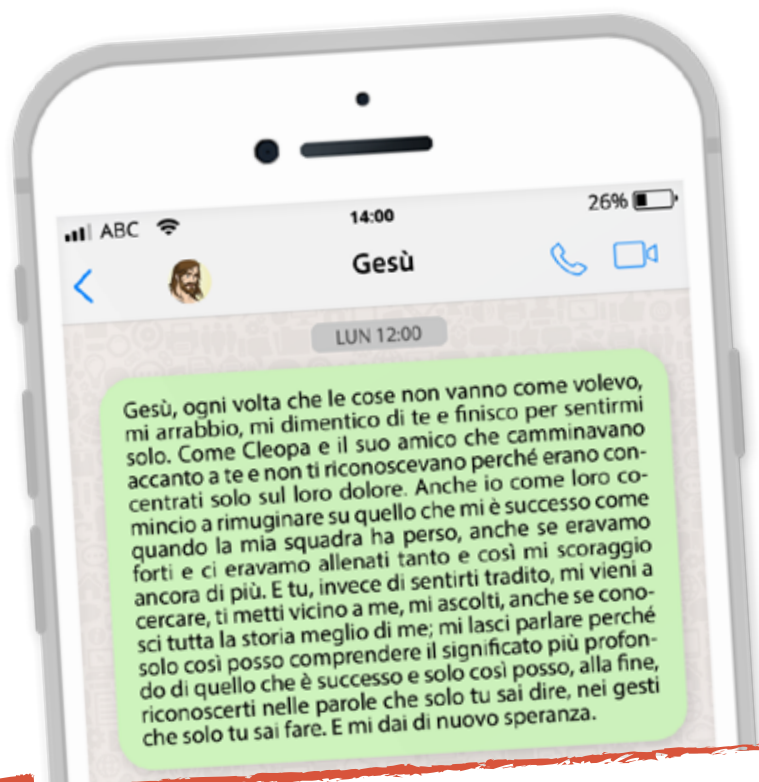 ABC
14:00
26%
Gesù
LUN 12:00
Gesù, ogni volta che le cose non vanno come volevo,
mi arrabbio, mi dimentico di te e finisco per sentirmi
solo. Come Cleopa e il suo amico che camminavano
accanto a te e non ti riconoscevano perché erano con-
centrati solo sul loro dolore. Anche io come loro co-
mincio a rimuginare su quello che mi è successo come
quando la mia squadra ha perso, anche se eravamo
forti e ci eravamo allenati tanto e così mi scoraggio
ancora di più. E tu, invece di sentirti tradito, mi vieni a
cercare, ti metti vicino a me, mi ascolti, anche se cono-
sci tutta la storia meglio di me; mi lasci parlare perché
solo così posso comprendere il significato più profon-
do di quello che è successo e solo così posso, alla fine,
riconoscerti nelle parole che solo tu sai dire, nei gesti
che solo tu sai fare. E mi dai di nuovo speranza.